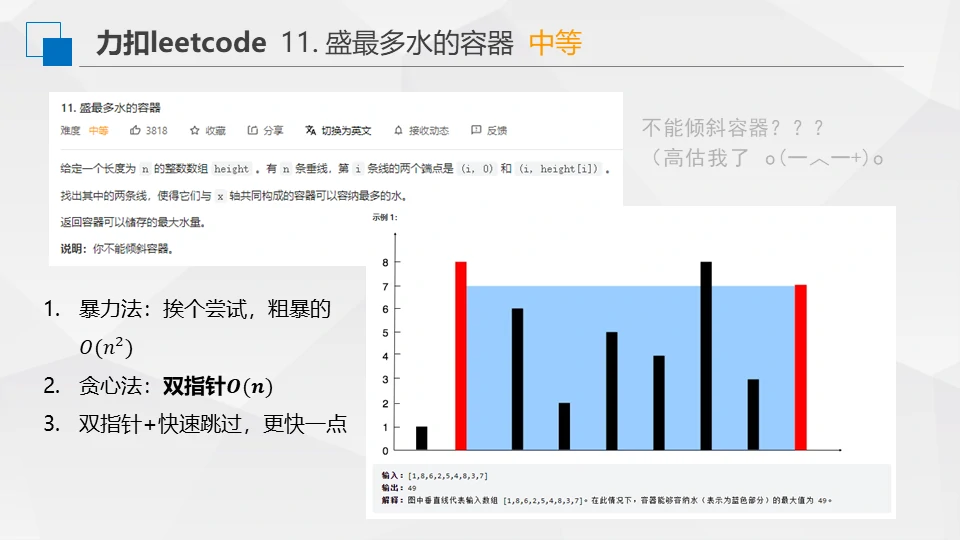 力扣leetcode 11. 盛最多水的容器 中等
11. 盛最多水的容器
难度 中等 3818 收藏 分享 切换为英文 接收动态 反馈
给定一个长度为 n 的整数数组 height 。有 n 条垂线，第 i 条线的两个端点是 (i, 0) 和 (i, height[i]) 。
找出其中的两条线，使得它们与 x 轴共同构成的容器可以容纳最多的水。
返回容器可以储存的最大水量。
说明：你不能倾斜容器。
不能倾斜容器？？？
（高估我了 o(一︿一+)o
1. 暴力法：挨个尝试，粗暴的
O(n²)
2. 贪心法：双指针O(n)
3. 双指针+快速跳过，更快一点
示例 1：
8
7
6
5
4
3
2
1
0
输入：[1,8,6,2,5,4,8,3,7]
输出：49
解释：图中垂直线代表输入数组 [1,8,6,2,5,4,8,3,7]。在此情况下，容器能够容纳水（表示为蓝色部分）的最大值为 49。